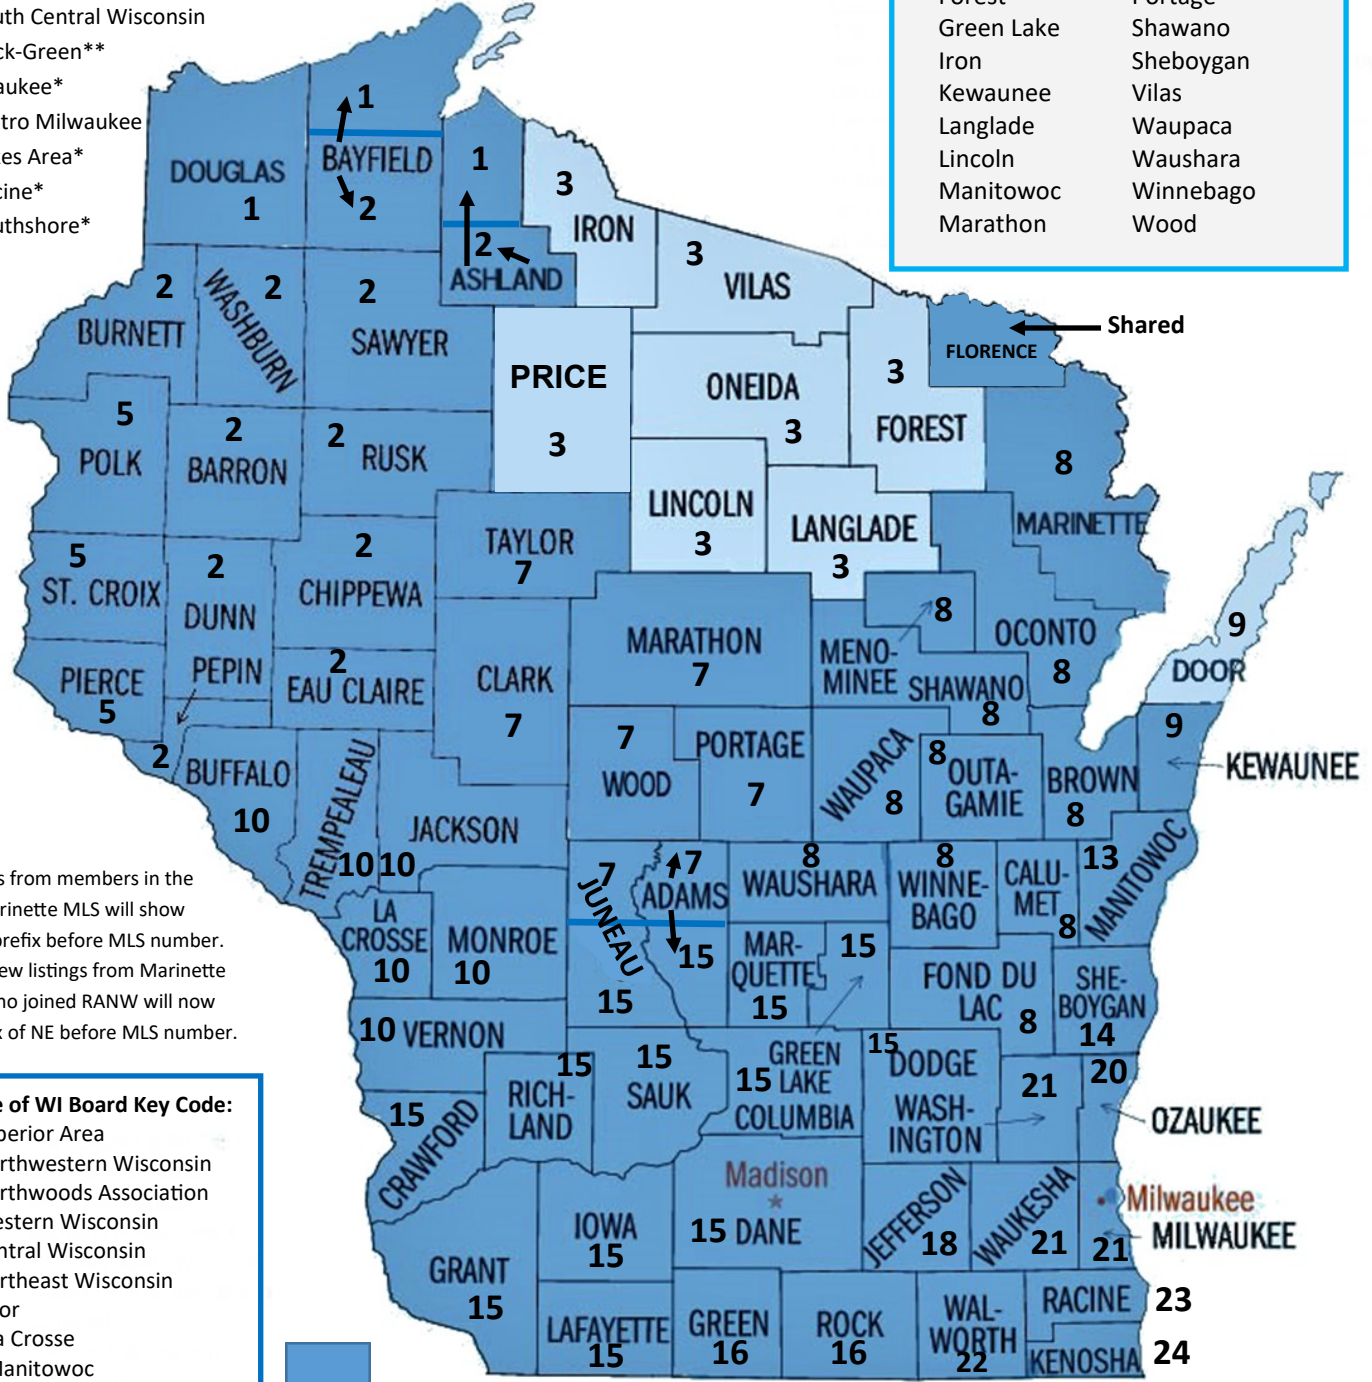 uth Central Wisconsin
ck-Green**
aukee*
tro Milwaukee
es Area*
cine*
uthshore*
Forest Portage
Green Lake Shawano
Iron Sheboygan
Kewaunee Vilas
Langlade Waupaca
Lincoln Waushara
Manitowoc Winnebago
Marathon Wood
1
DOUGLAS
1
BAYFIELD
2
1
2
ASHLAND
3
IRON
3
VILAS
Shared
FLORENCE
2
BURNETT
2
WASHBURN
2
SAWYER
PRICE
3
ONEIDA
3
3
FOREST
8
MARINETTE
5
POLK
2
BARRON
2 RUSK
LINCOLN
3
LANGLADE
3
TAYLOR
7
5
ST. CROIX
2
DUNN
2
CHIPPEWA
MARATHON
7
8
MENO-
MINEE
SHAWANO
8
OCONTO
8
9
DOOR
PIERCE
5
PEPIN
2
2
EAU CLAIRE
CLARK
7
7
WOOD
PORTAGE
7
WAUPACA
8
8
OUTA-
GAMIE
BROWN
8
9
KEWAUNEE
BUFFALO
10
TREMPEALEAU
10
JACKSON
10
7
JUNEAU
15
7
ADAMS
15
8
WAUSHARA
8
WINNE-
BAGO
CALU-
MET
8
13
MANITOWOC
s from members in the
rinette MLS will show
prefix before MLS number.
ew listings from Marinette
no joined RANW will now
x of NE before MLS number.
LA
CROSSE
10
MONROE
10
MAR-
QUETTE
15
15
GREEN
LAKE
FOND DU
LAC 8
SHE-
BOYGAN
14
10 VERNON
15
RICH-
LAND
15
SAUK
15
COLUMBIA
15
DODGE
WASH-
INGTON
21
20
OZAUKEE
15
CRAWFORD
e of WI Board Key Code:
perior Area
rthwestern Wisconsin
rthwoods Association
estern Wisconsin
ntral Wisconsin
rtheast Wisconsin
or
a Crosse
Manitowoc
GRANT
15
IOWA
15
Madison
15 DANE
JEFFERSON
18
WAUKESHA
21
Milwaukee
MILWAUKEE
21
LAFAYETTE
15
GREEN
16
ROCK
16
WAL-
WORTH
22
RACINE 23
KENOSHA 24